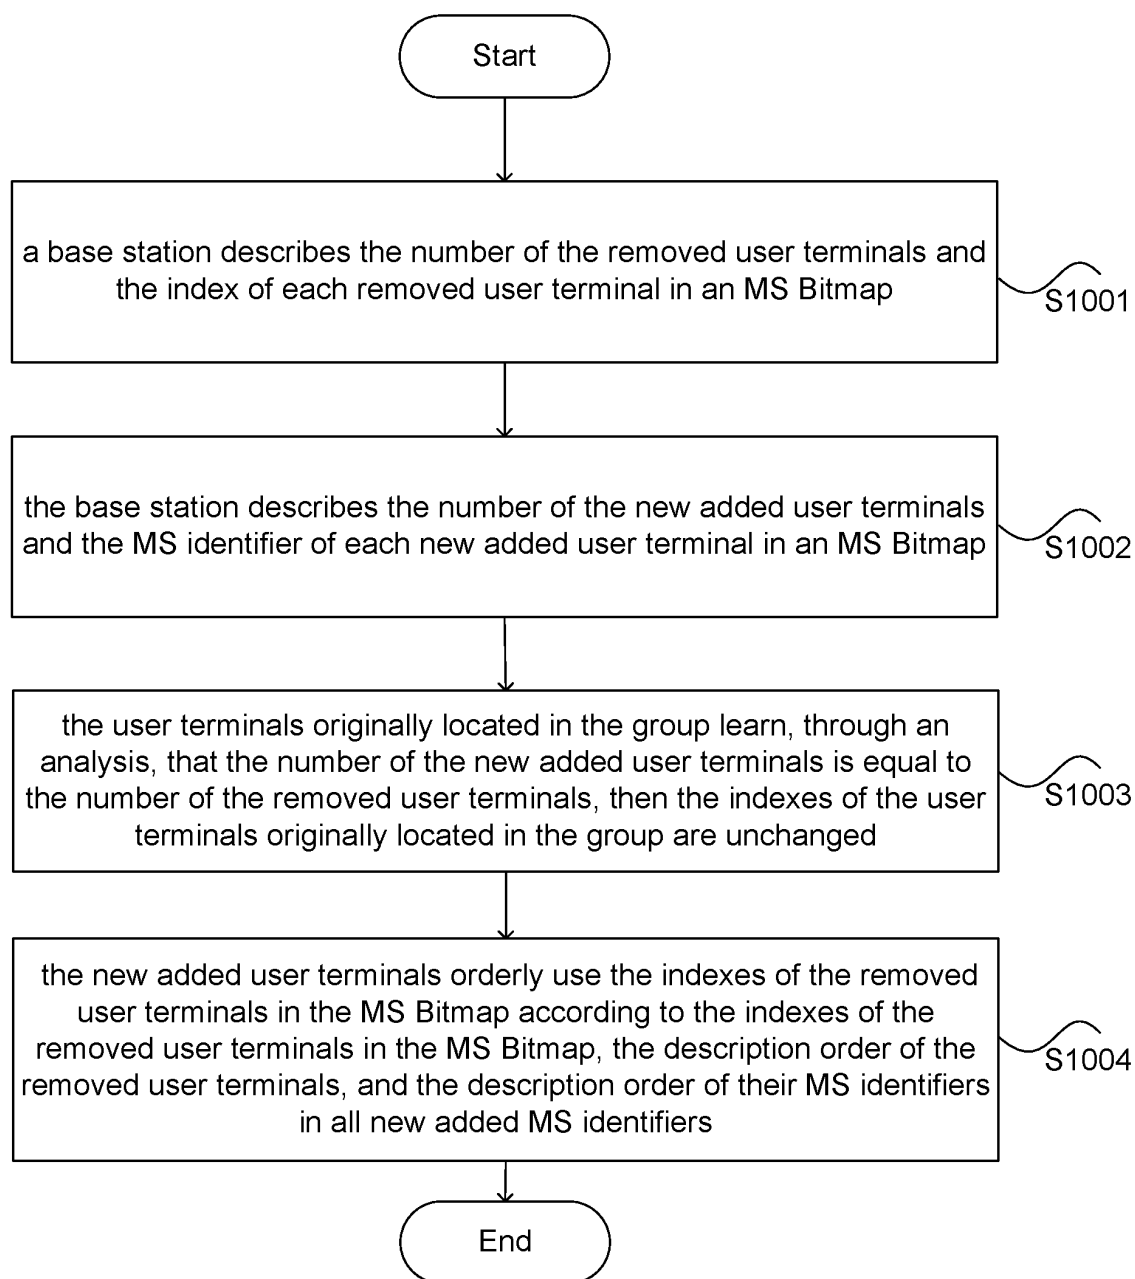 Start
a base station describes the number of the removed user terminals and
the index of each removed user terminal in an MS Bitmap
S1001
the base station describes the number of the new added user terminals
and the MS identifier of each new added user terminal in an MS Bitmap
S1002
the user terminals originally located in the group learn, through an
analysis, that the number of the new added user terminals is equal to
the number of the removed user terminals, then the indexes of the user
terminals originally located in the group are unchanged
S1003
the new added user terminals orderly use the indexes of the removed
user terminals in the MS Bitmap according to the indexes of the
removed user terminals in the MS Bitmap, the description order of the
removed user terminals, and the description order of their MS identifiers
in all new added MS identifiers
S1004
End